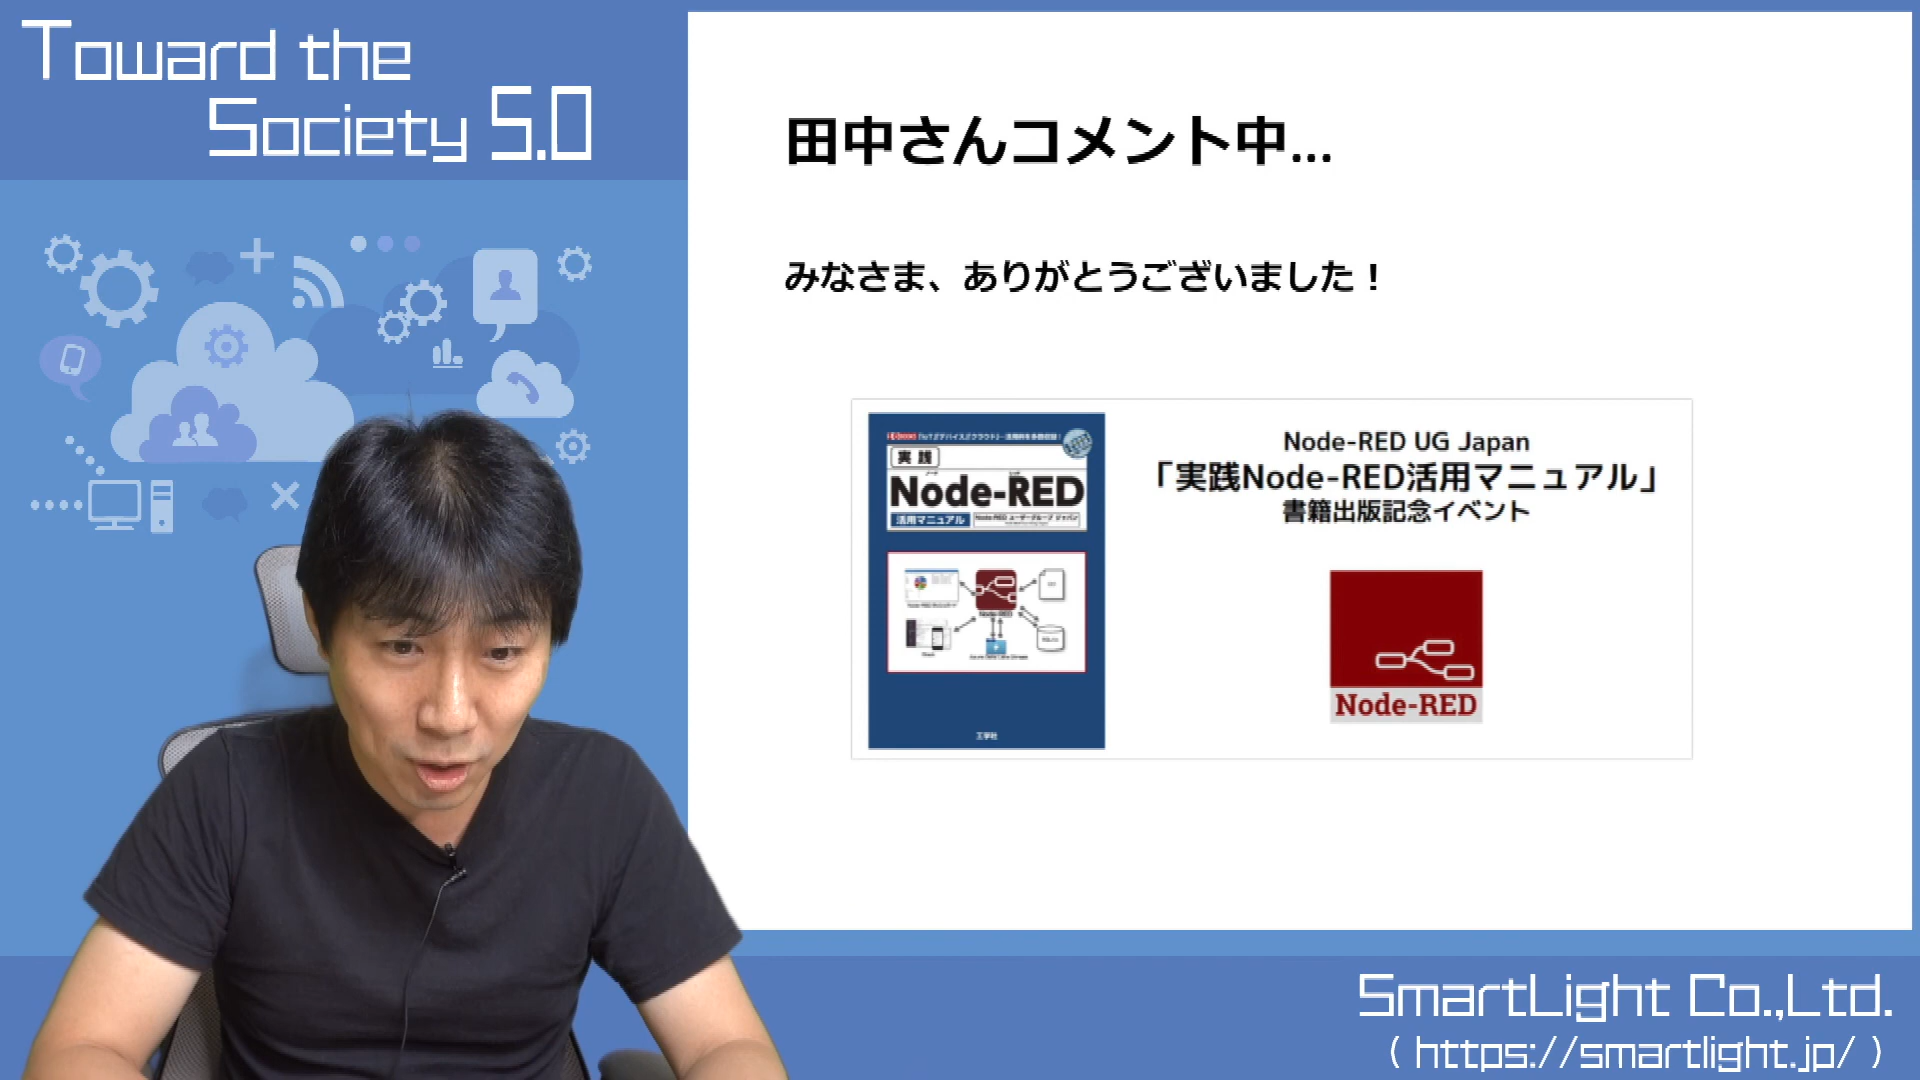 Toward the
Society 5.0
田中さんコメント中...
みなさま、ありがとうございました！
実践
Node-RED
活用マニュアル
工学社
Node-RED UG Japan
「実践Node-RED活用マニュアル」
書籍出版記念イベント
Node-RED
SmartLight Co.,Ltd.
( https://smartlight.jp/ )